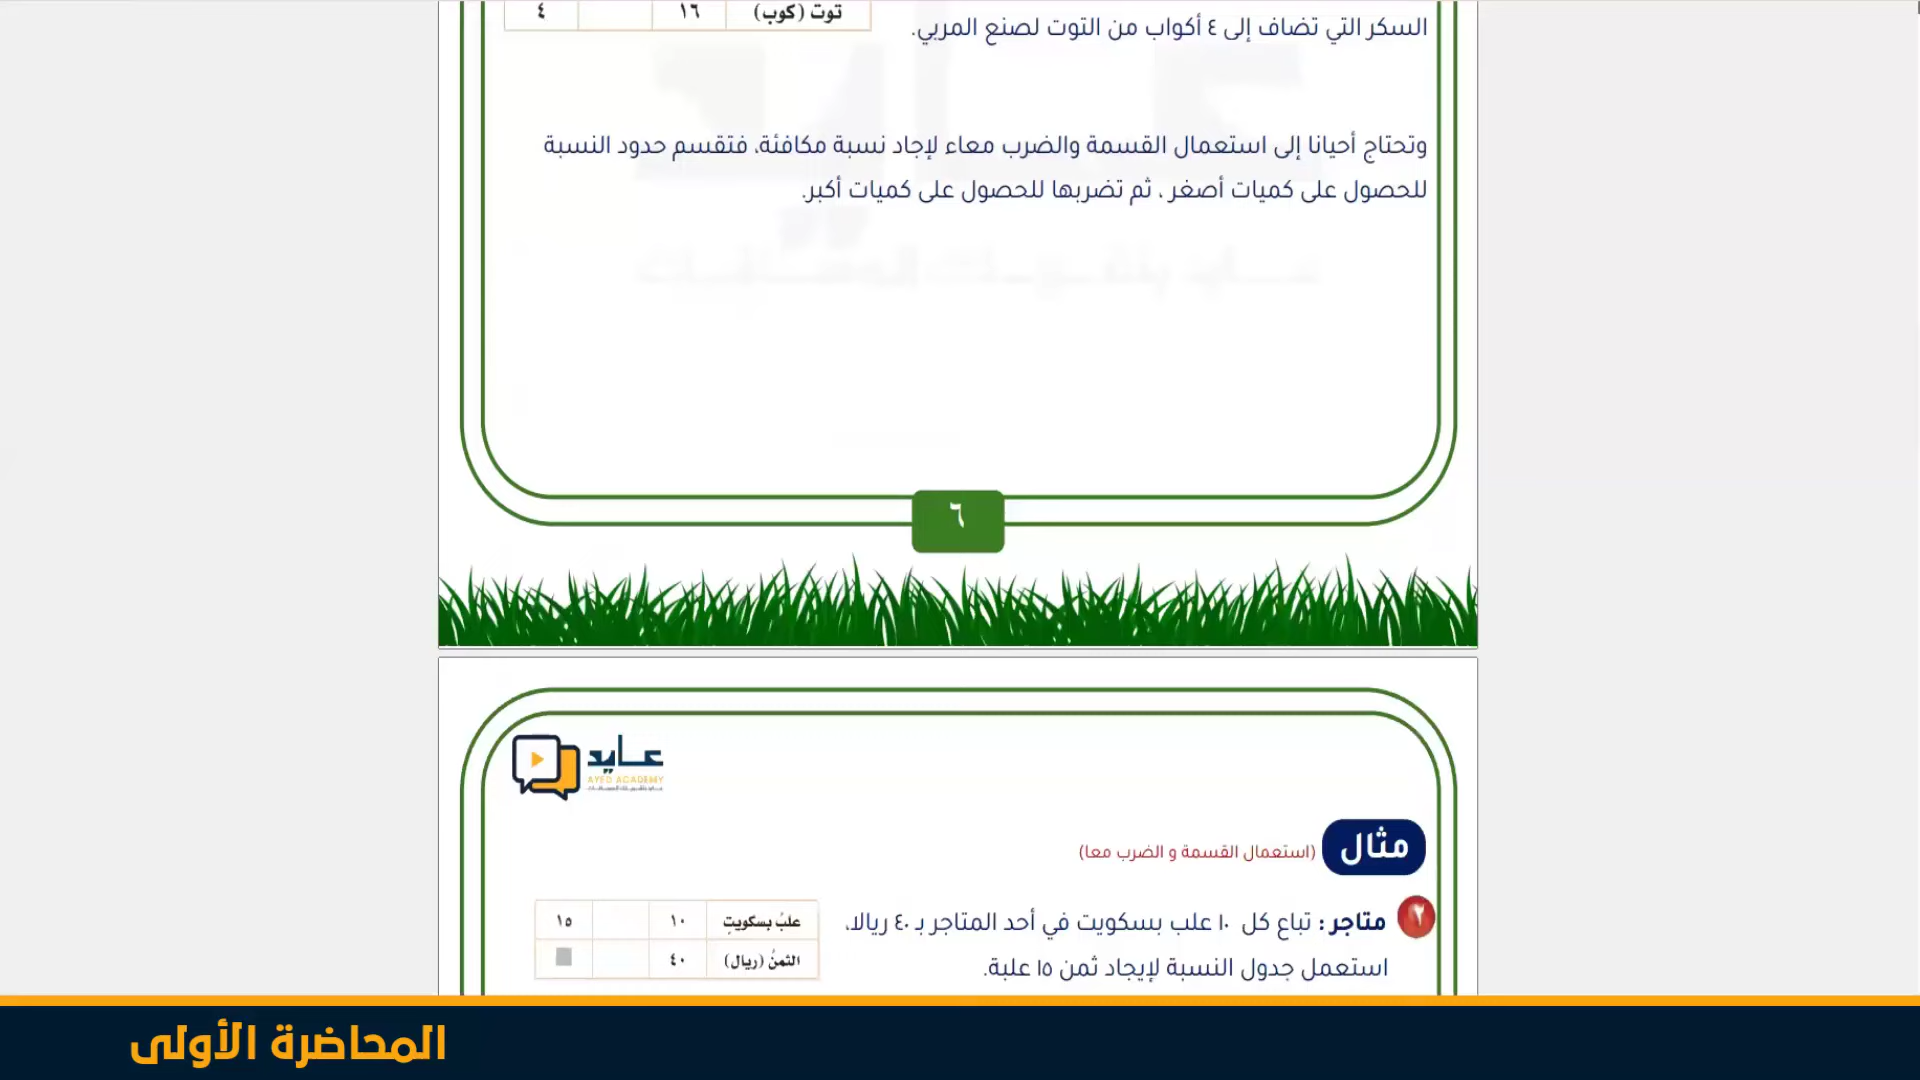 السكر التي تضاف إلى ٤ أكواب من التوت لصنع المربي.
توت (كوب) ١٦ ٤
وتحتاج أحيانا إلى استعمال القسمة والضرب معاء لإجاد نسبة مكافئة، فتقسم حدود النسبة
للحصول على كميات أصغر ، ثم تضربها للحصول على كميات أكبر.
٦
عايد
AYED ACADEMY
مثال
(استعمال القسمة و الضرب معا)
٢ متاجر : تباع كل ١٠ علب بسكويت في أحد المتاجر بـ ٤٠ ريالا،
استعمل جدول النسبة لإيجاد ثمن ١٥ علبة.
علب بسكويتٍ ١٠ ١٥
الثمنُ (ريال) ٤٠
المحاضرة الأولى